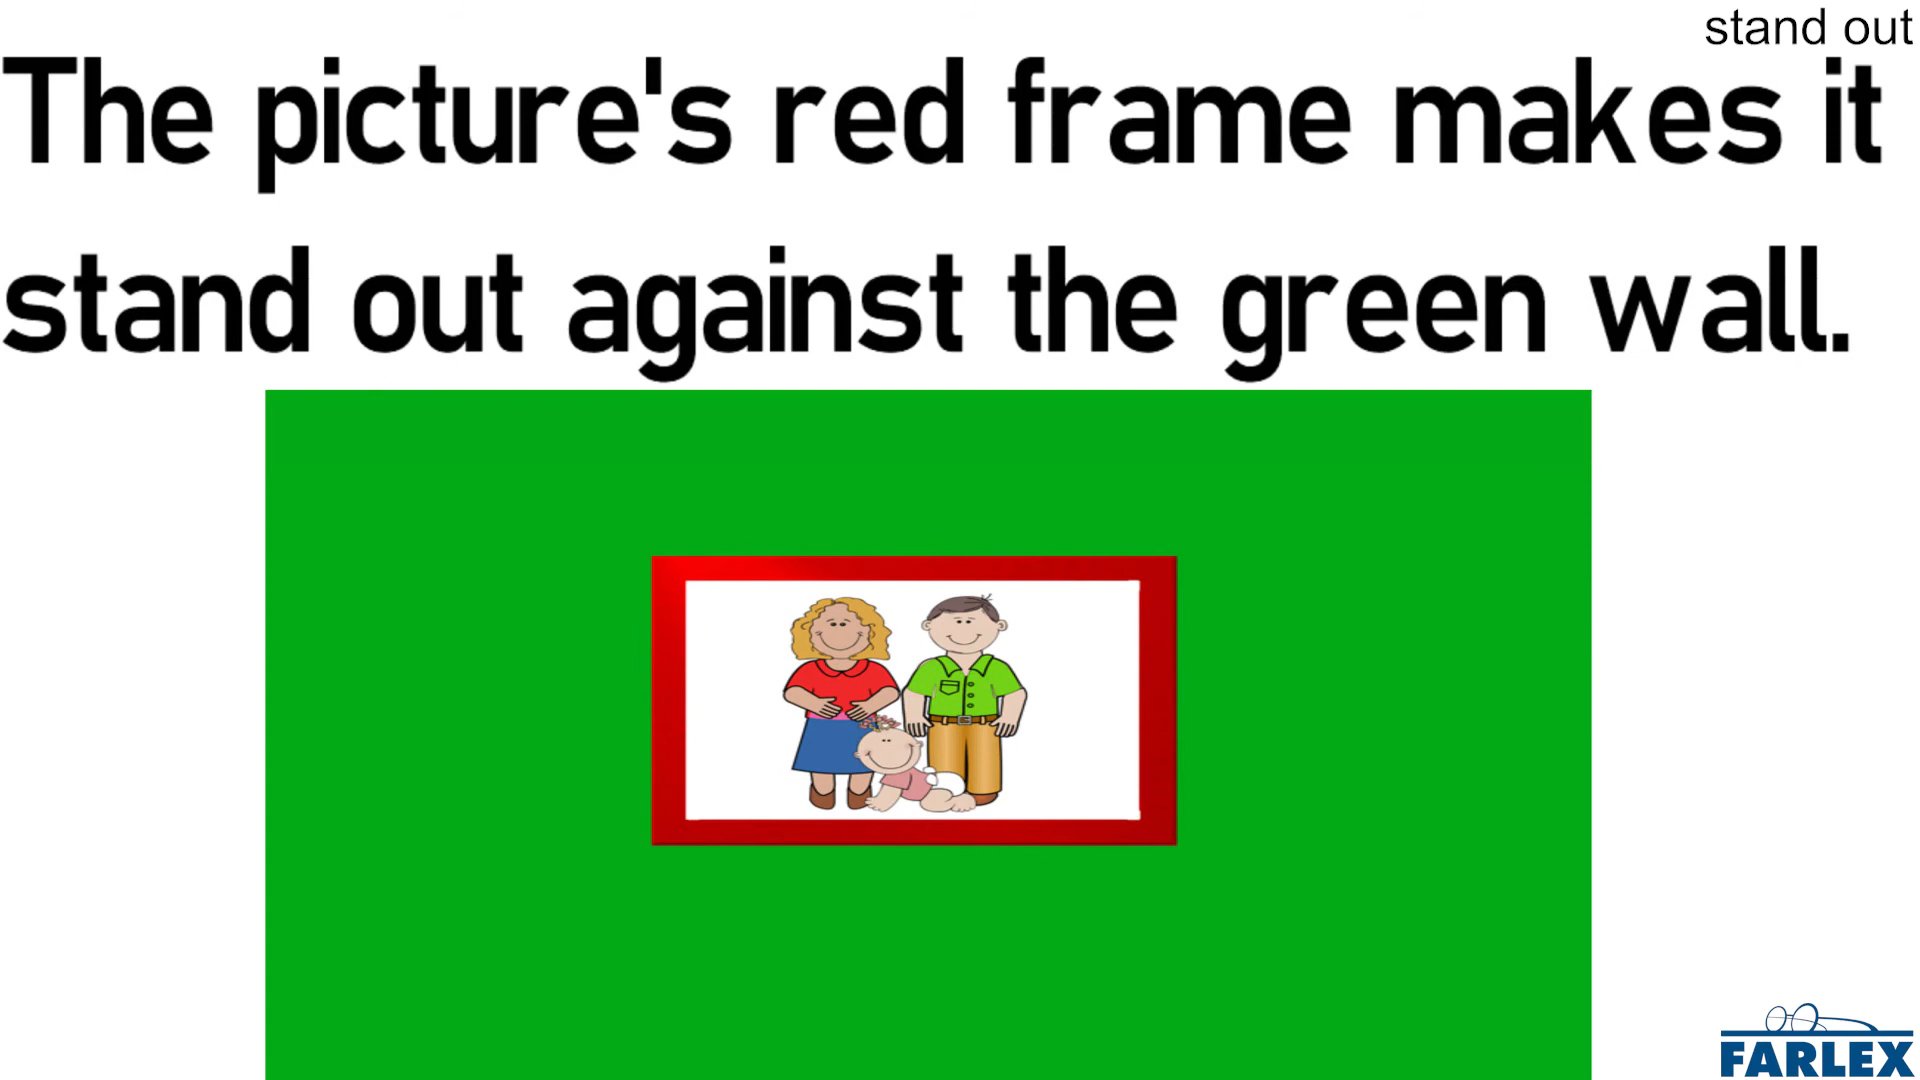 stand out
The picture's red frame makes it
stand out against the green wall.
FARLEX